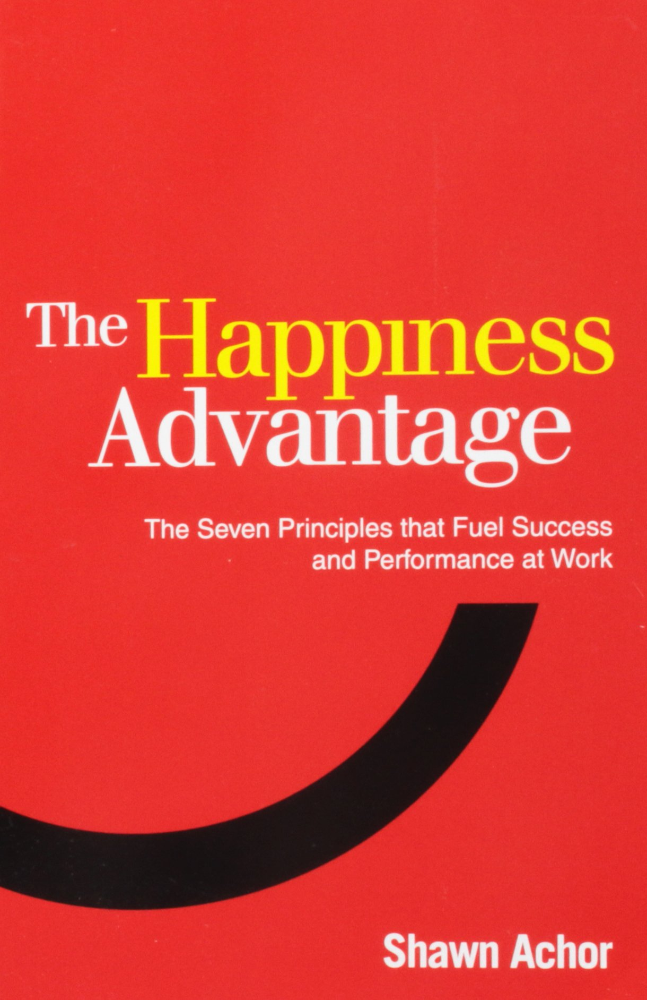 The Happiness
Advantage
The Seven Principles that Fuel Success
and Performance at Work
Shawn Achor